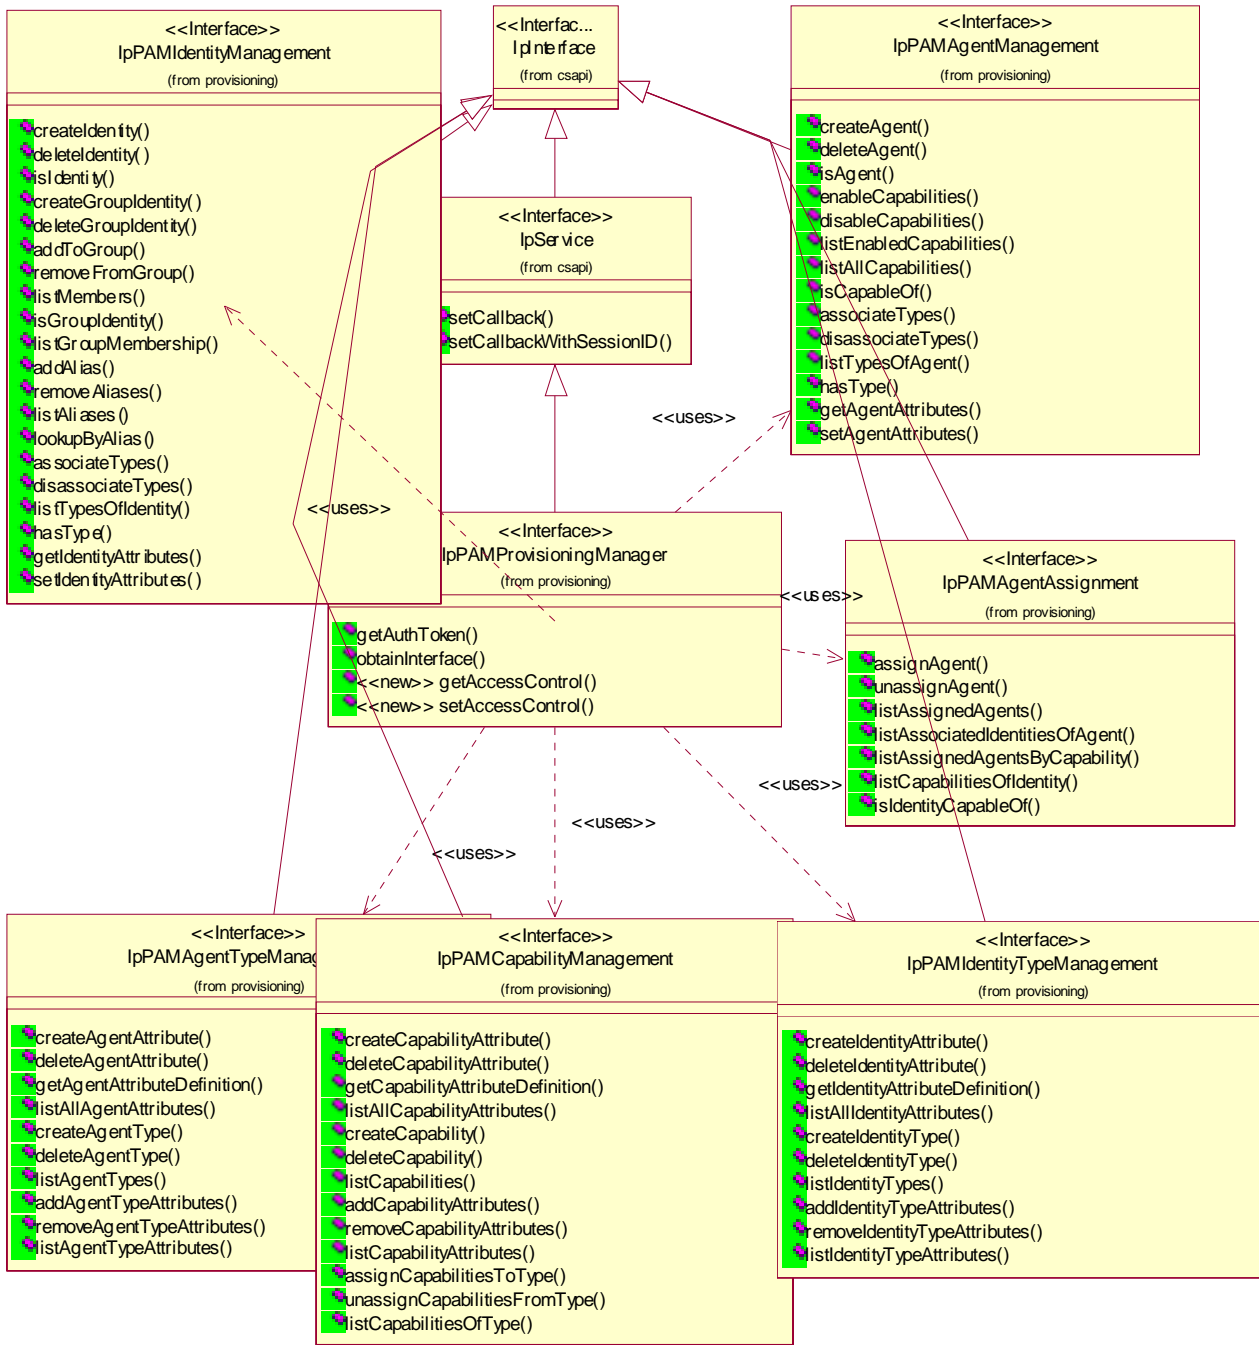 <<Interface>>
IpPAMIdentityManagement
(from provisioning)
createIdentity()
deleteIdentity()
isIdentity()
createGroupIdentity()
deleteGroupIdentity()
addToGroup()
removeFromGroup()
listMembers()
isGroupIdentity()
listGroupMembership()
addAlias()
removeAliases()
listAliases()
lookupByAlias()
associateTypes()
disassociateTypes()
listTypesOfIdentity()
hasType()
getIdentityAttributes()
setIdentityAttributes()
<<Interfac...
IpInterface
(from csapi)
<<Interface>>
IpPAMAgentManagement
(from provisioning)
createAgent()
deleteAgent()
isAgent()
enableCapabilities()
disableCapabilities()
listEnabledCapabilities()
listAllCapabilities()
isCapableOf()
associateTypes()
disassociateTypes()
listTypesOfAgent()
hasType()
getAgentAttributes()
setAgentAttributes()
<<Interface>>
IpService
(from csapi)
setCallback()
setCallbackWithSessionID()
<<uses>>
<<uses>>
<<Interface>>
IpPAMProvisioningManager
(from provisioning)
getAuthToken()
obtainInterface()
<<new>> getAccessControl()
<<new>> setAccessControl()
<<uses>>
<<Interface>>
IpPAMAgentAssignment
(from provisioning)
assignAgent()
unassignAgent()
listAssignedAgents()
listAssociatedIdentitiesOfAgent()
listAssignedAgentsByCapability()
listCapabilitiesOfIdentity()
isIdentityCapableOf()
<<uses>>
<<uses>>
<<uses>>
<<Interface>>
IpPAMAgentTypeManag
(from provisioning)
createAgentAttribute()
deleteAgentAttribute()
getAgentAttributeDefinition()
listAllAgentAttributes()
createAgentType()
deleteAgentType()
listAgentTypes()
addAgentTypeAttributes()
removeAgentTypeAttributes()
listAgentTypeAttributes()
<<Interface>>
IpPAMCapabilityManagement
(from provisioning)
createCapabilityAttribute()
deleteCapabilityAttribute()
getCapabilityAttributeDefinition()
listAllCapabilityAttributes()
createCapability()
deleteCapability()
listCapabilities()
addCapabilityAttributes()
removeCapabilityAttributes()
listCapabilityAttributes()
assignCapabilitiesToType()
unassignCapabilitiesFromType()
listCapabilitiesOfType()
<<Interface>>
IpPAMIdentityTypeManagement
(from provisioning)
createIdentityAttribute()
deleteIdentityAttribute()
getIdentityAttributeDefinition()
listAllIdentityAttributes()
createIdentityType()
deleteIdentityType()
listIdentityTypes()
addIdentityTypeAttributes()
removeIdentityTypeAttributes()
listIdentityTypeAttributes()